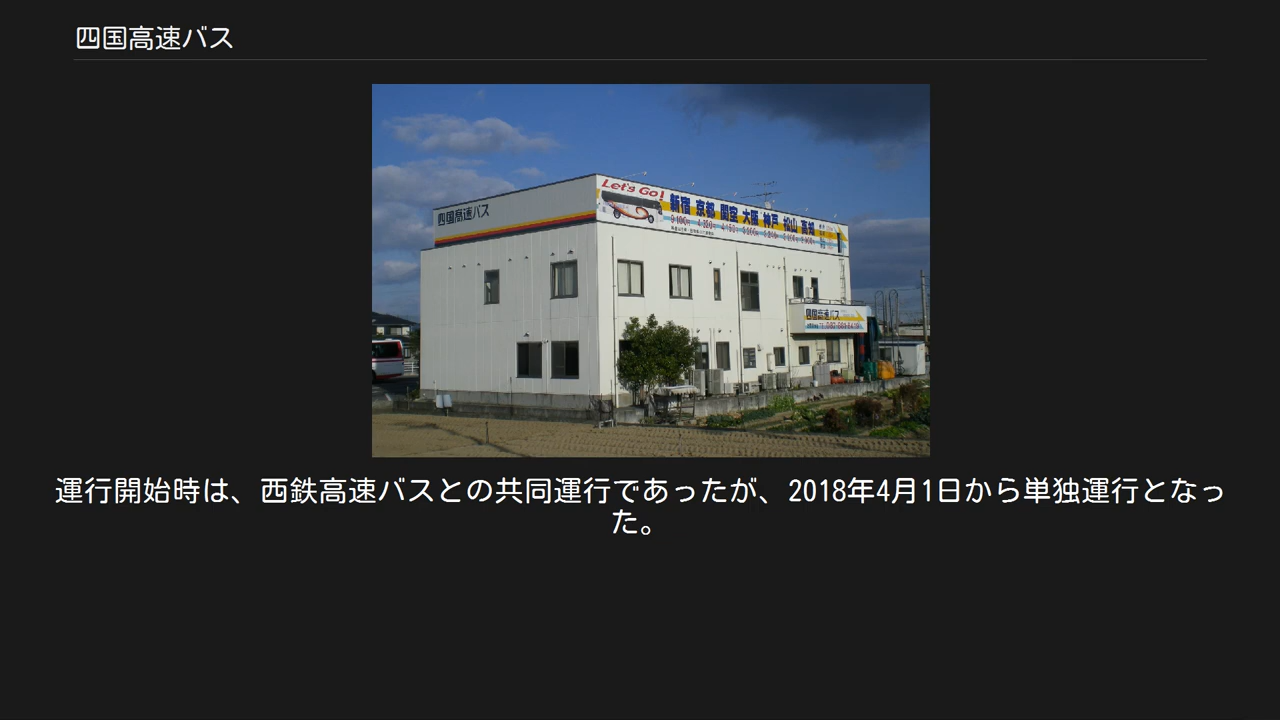 四国高速バス
四国高速バス
Let's Go!
新宿 京都 関空 大阪 神戸 松山 高知
四国高速バス
運行開始時は、西鉄高速バスとの共同運行であったが、2018年4月1日から単独運行となっ
た。